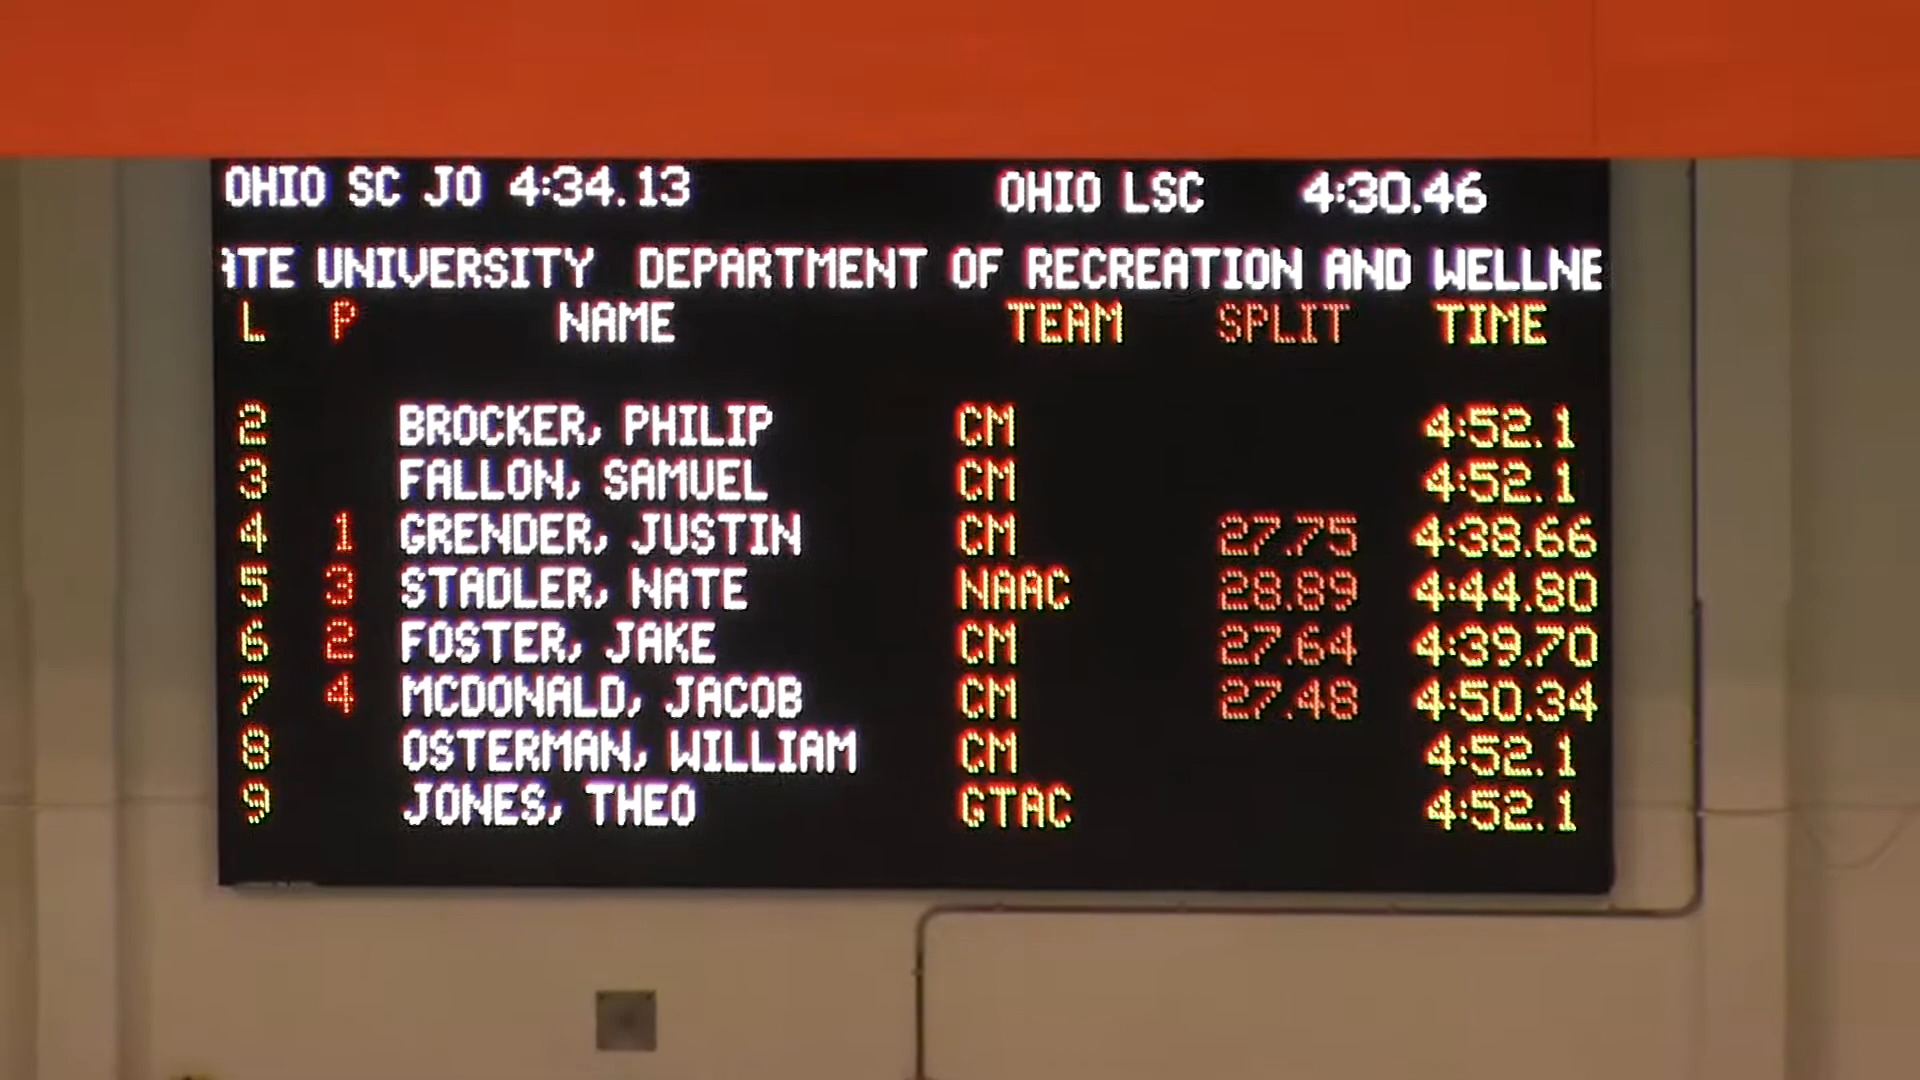 OHIO SC JO 4:34.13 OHIO LSC 4:30.46
ATE UNIVERSITY DEPARTMENT OF RECREATION AND WELLNE
L P NAME TEAM SPLIT TIME
2 BROCKER, PHILIP CM 4:52.1
3 FALLON, SAMUEL CM 4:52.1
4 1 GRENDER, JUSTIN CM 27.75 4:38.66
5 3 STADLER, NATE NAAC 28.89 4:44.80
6 2 FOSTER, JAKE CM 27.64 4:39.70
7 4 MCDONALD, JACOB CM 27.48 4:50.34
8 OSTERMAN, WILLIAM CM 4:52.1
9 JONES, THEO GTAC 4:52.1